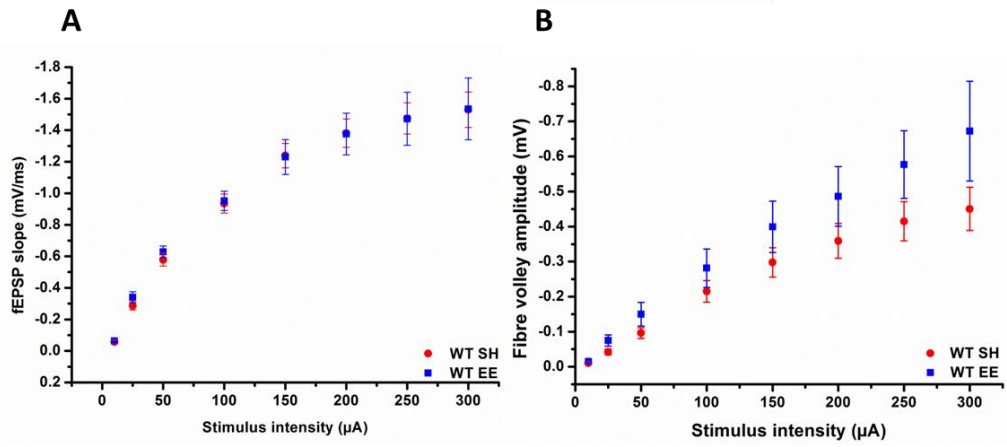 A
-1.8
-1.6
-1.4
-1.2
-1.0
-0.8
-0.6
-0.4
-0.2
0.0
0.2
fEPSP slope (mV/ms)
0 50 100 150 200 250 300
Stimulus intensity (µA)
WT SH
WT EE
B
-0.8
-0.7
-0.6
-0.5
-0.4
-0.3
-0.2
-0.1
0.0
Fibre volley amplitude (mV)
0 50 100 150 200 250 300
Stimulus intensity (µA)
WT SH
WT EE